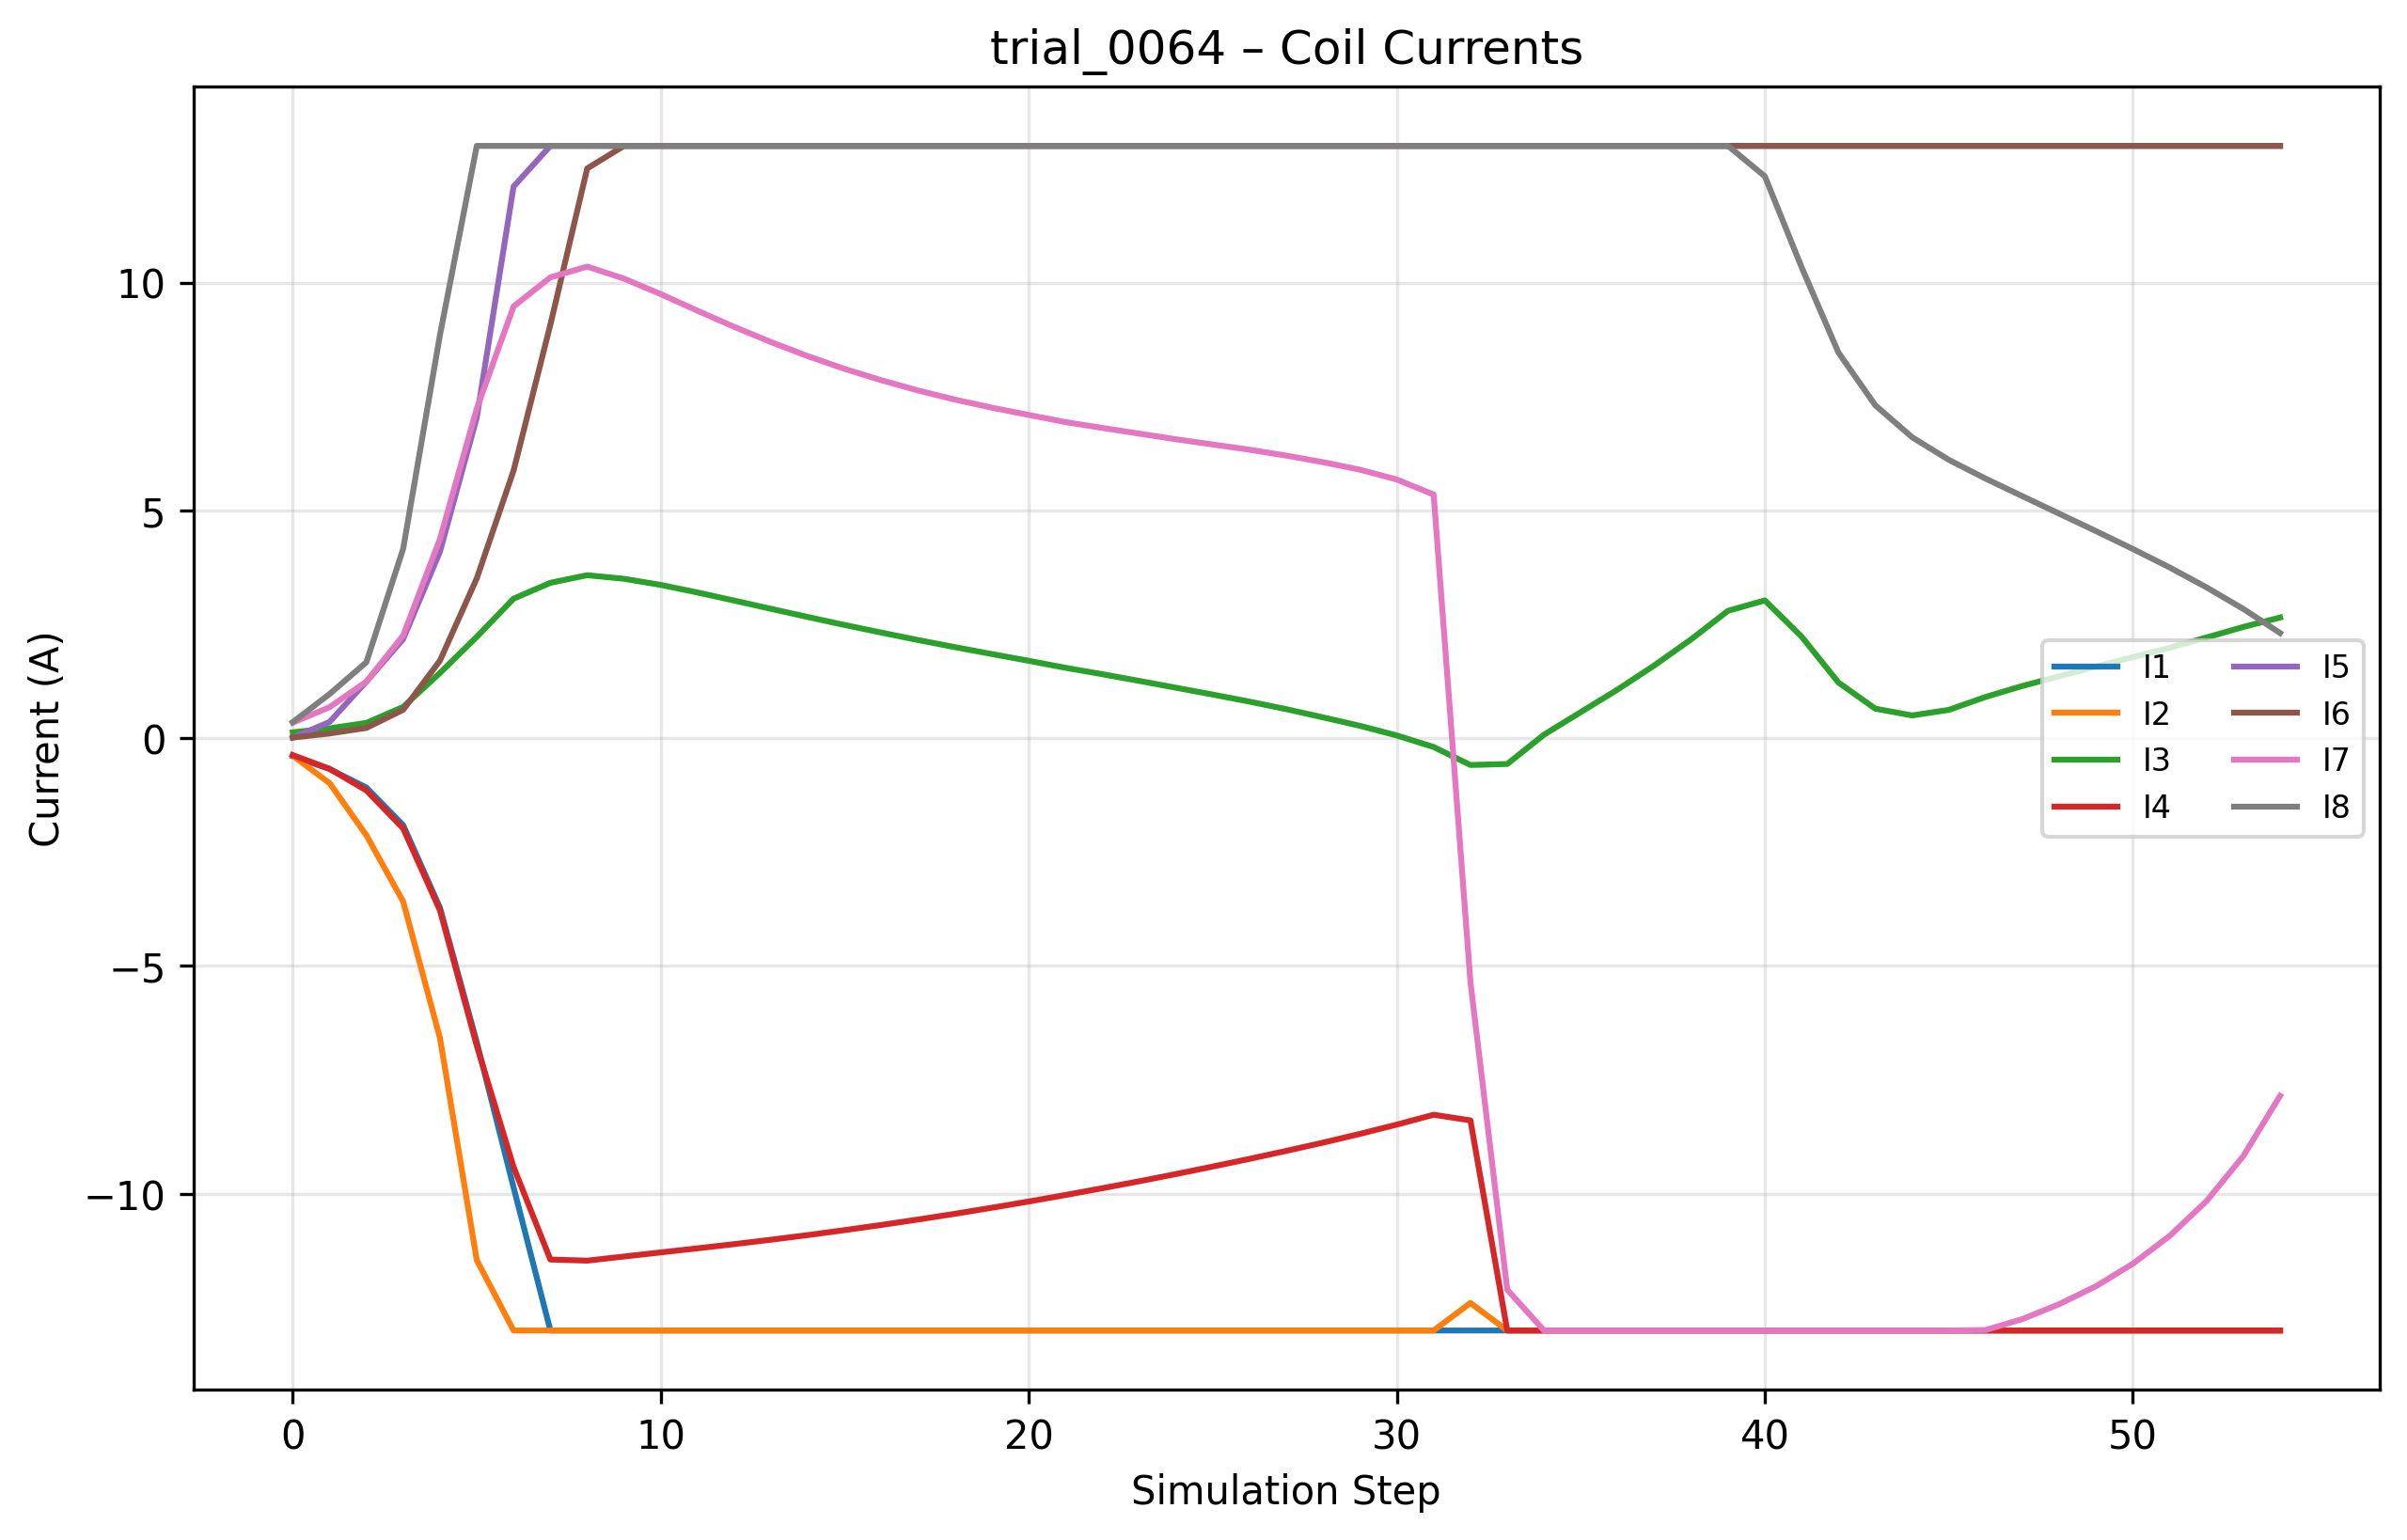 trial_0064 – Coil Currents
Current (A)
10
5
0
−5
−10
0
10
20
30
40
50
Simulation Step
I1
I2
I3
I4
I5
I6
I7
I8